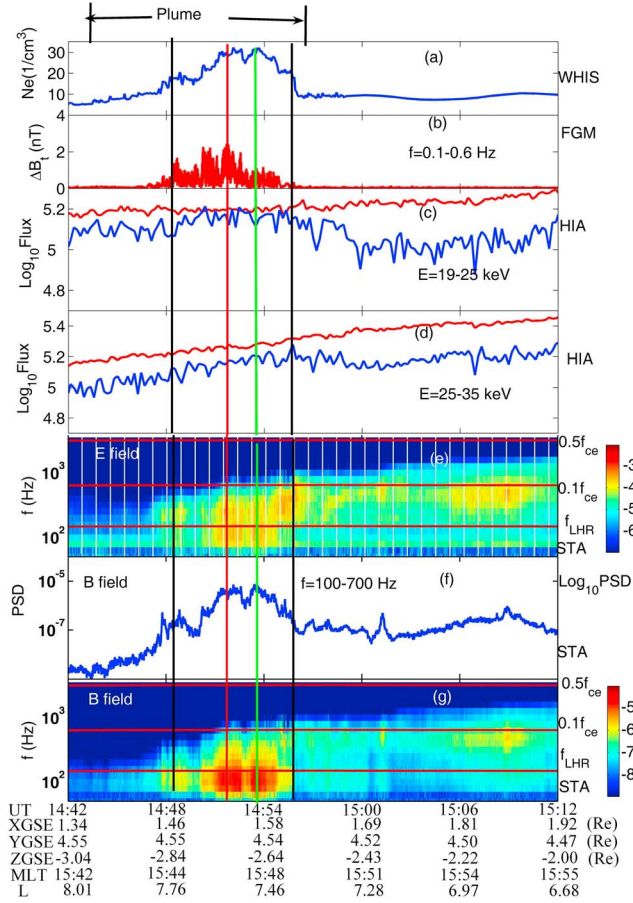 Plume
30
20
10
Ne(1/cm³)
(a)
WHIS
4
2
0
ΔBt (nT)
(b)
f=0.1-0.6 Hz
FGM
5.2
5
4.8
Log10Flux
(c)
E=19-25 keV
HIA
5.4
5.2
5
4.8
Log10Flux
(d)
E=25-35 keV
HIA
E field
(e)
0.5fce
0.1fce
fLHR
STA
10³
10²
f (Hz)
-3
-4
-5
-6
B field
f=100-700 Hz
(f)
Log10PSD
10⁻⁵
10⁻⁷
PSD
STA
B field
(g)
0.5fce
0.1fce
fLHR
STA
10³
10²
f (Hz)
-5
-6
-7
-8
UT 14:42 14:48 14:54 15:00 15:06 15:12
XGSE 1.34 1.46 1.58 1.69 1.81 1.92 (Re)
YGSE 4.55 4.55 4.54 4.52 4.50 4.47 (Re)
ZGSE -3.04 -2.84 -2.64 -2.43 -2.22 -2.00 (Re)
MLT 15:42 15:44 15:48 15:51 15:54 15:55
L 8.01 7.76 7.46 7.28 6.97 6.68